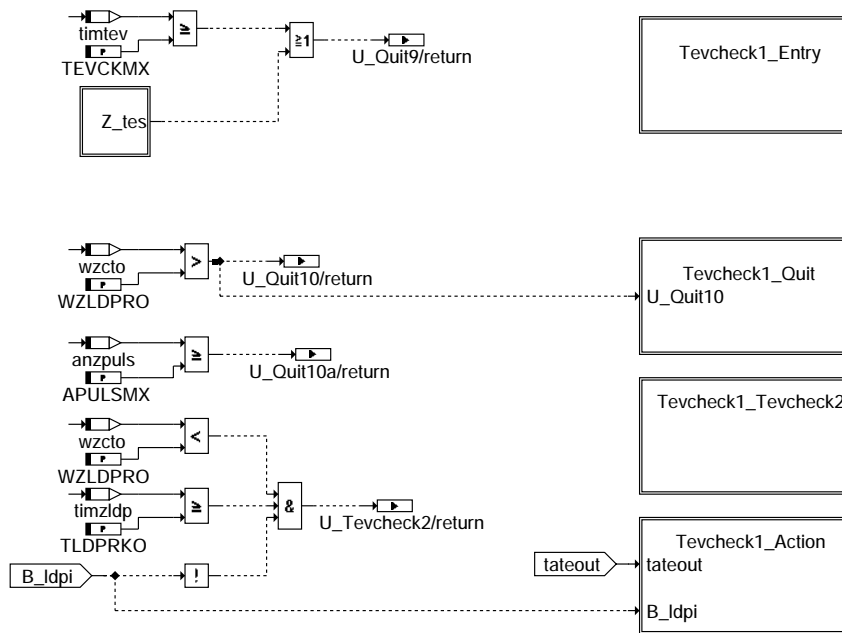 timtev
≥
TEVCKMX
≧1
U_Quit9/return
P
Z_tes
Tevcheck1_Entry
wzcto
>
U_Quit10/return
P
WZLDPRO
Tevcheck1_Quit
U_Quit10
anzpuls
≥
U_Quit10a/return
P
APULSMX
Tevcheck1_Tevcheck2
wzcto
<
P
WZLDPRO
timzldp
≥
&
U_Tevcheck2/return
P
TLDPRKO
B_ldpi
!
tateout
Tevcheck1_Action
tateout
B_ldpi